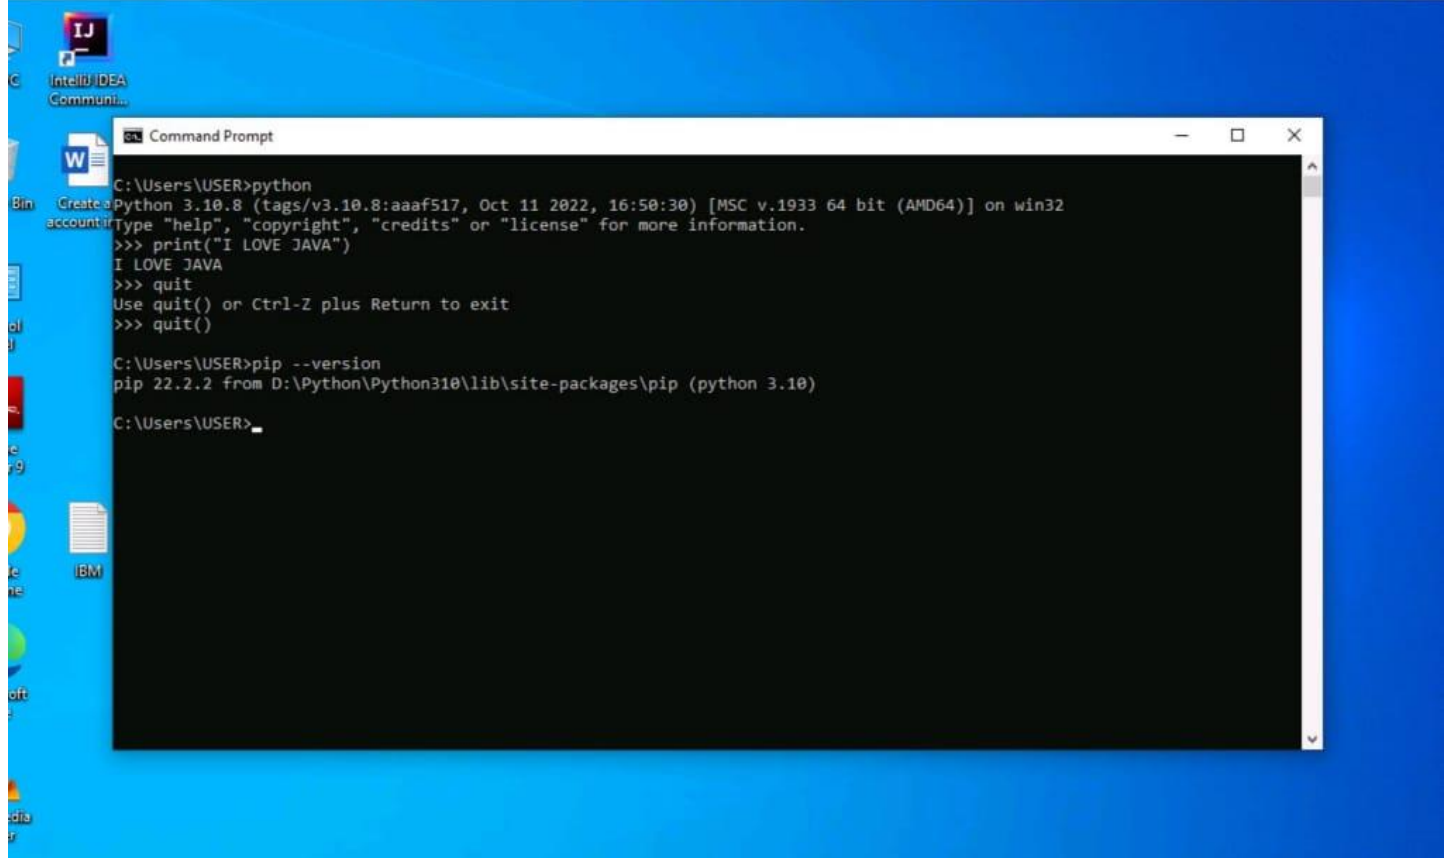 IJ
IntelliJ IDEA
Communi...
Command Prompt
W
Bin
Create a
account in
C:\Users\USER>python
Python 3.10.8 (tags/v3.10.8:aaaf517, Oct 11 2022, 16:50:30) [MSC v.1933 64 bit (AMD64)] on win32
Type "help", "copyright", "credits" or "license" for more information.
>>> print("I LOVE JAVA")
I LOVE JAVA
>>> quit
Use quit() or Ctrl-Z plus Return to exit
>>> quit()
C:\Users\USER>pip --version
pip 22.2.2 from D:\Python\Python310\lib\site-packages\pip (python 3.10)
C:\Users\USER>
IBM